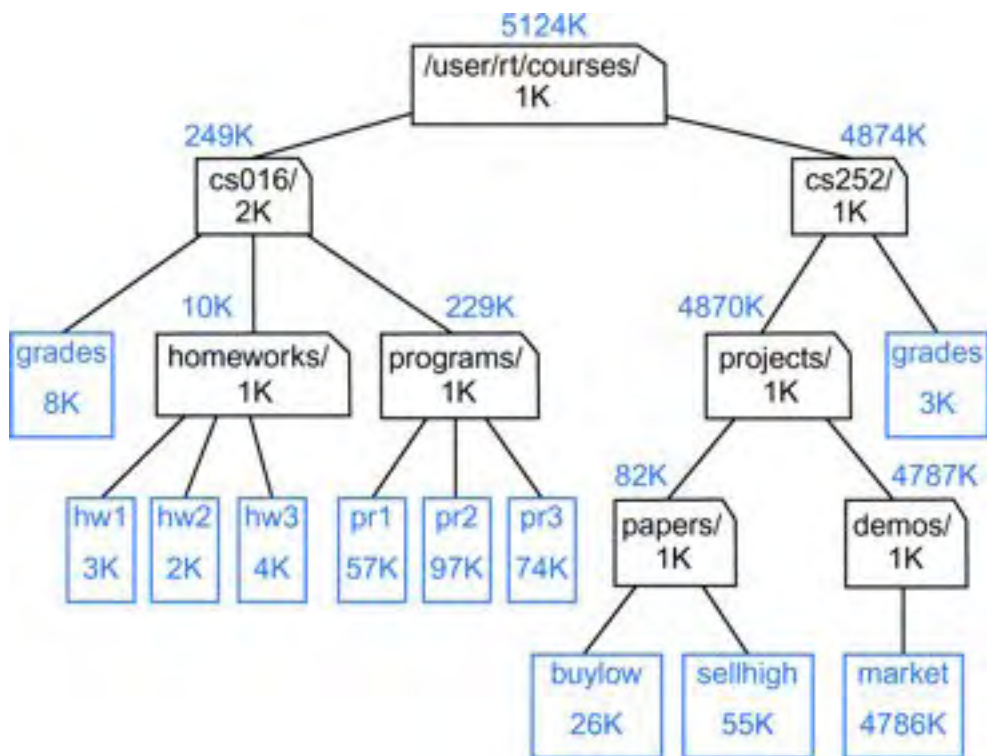 5124K
/user/rt/courses/
1K
249K
4874K
cs016/
2K
cs252/
1K
10K
229K
4870K
grades
8K
homeworks/
1K
programs/
1K
projects/
1K
grades
3K
82K
4787K
hw1
3K
hw2
2K
hw3
4K
pr1
57K
pr2
97K
pr3
74K
papers/
1K
demos/
1K
buylow
26K
sellhigh
55K
market
4786K